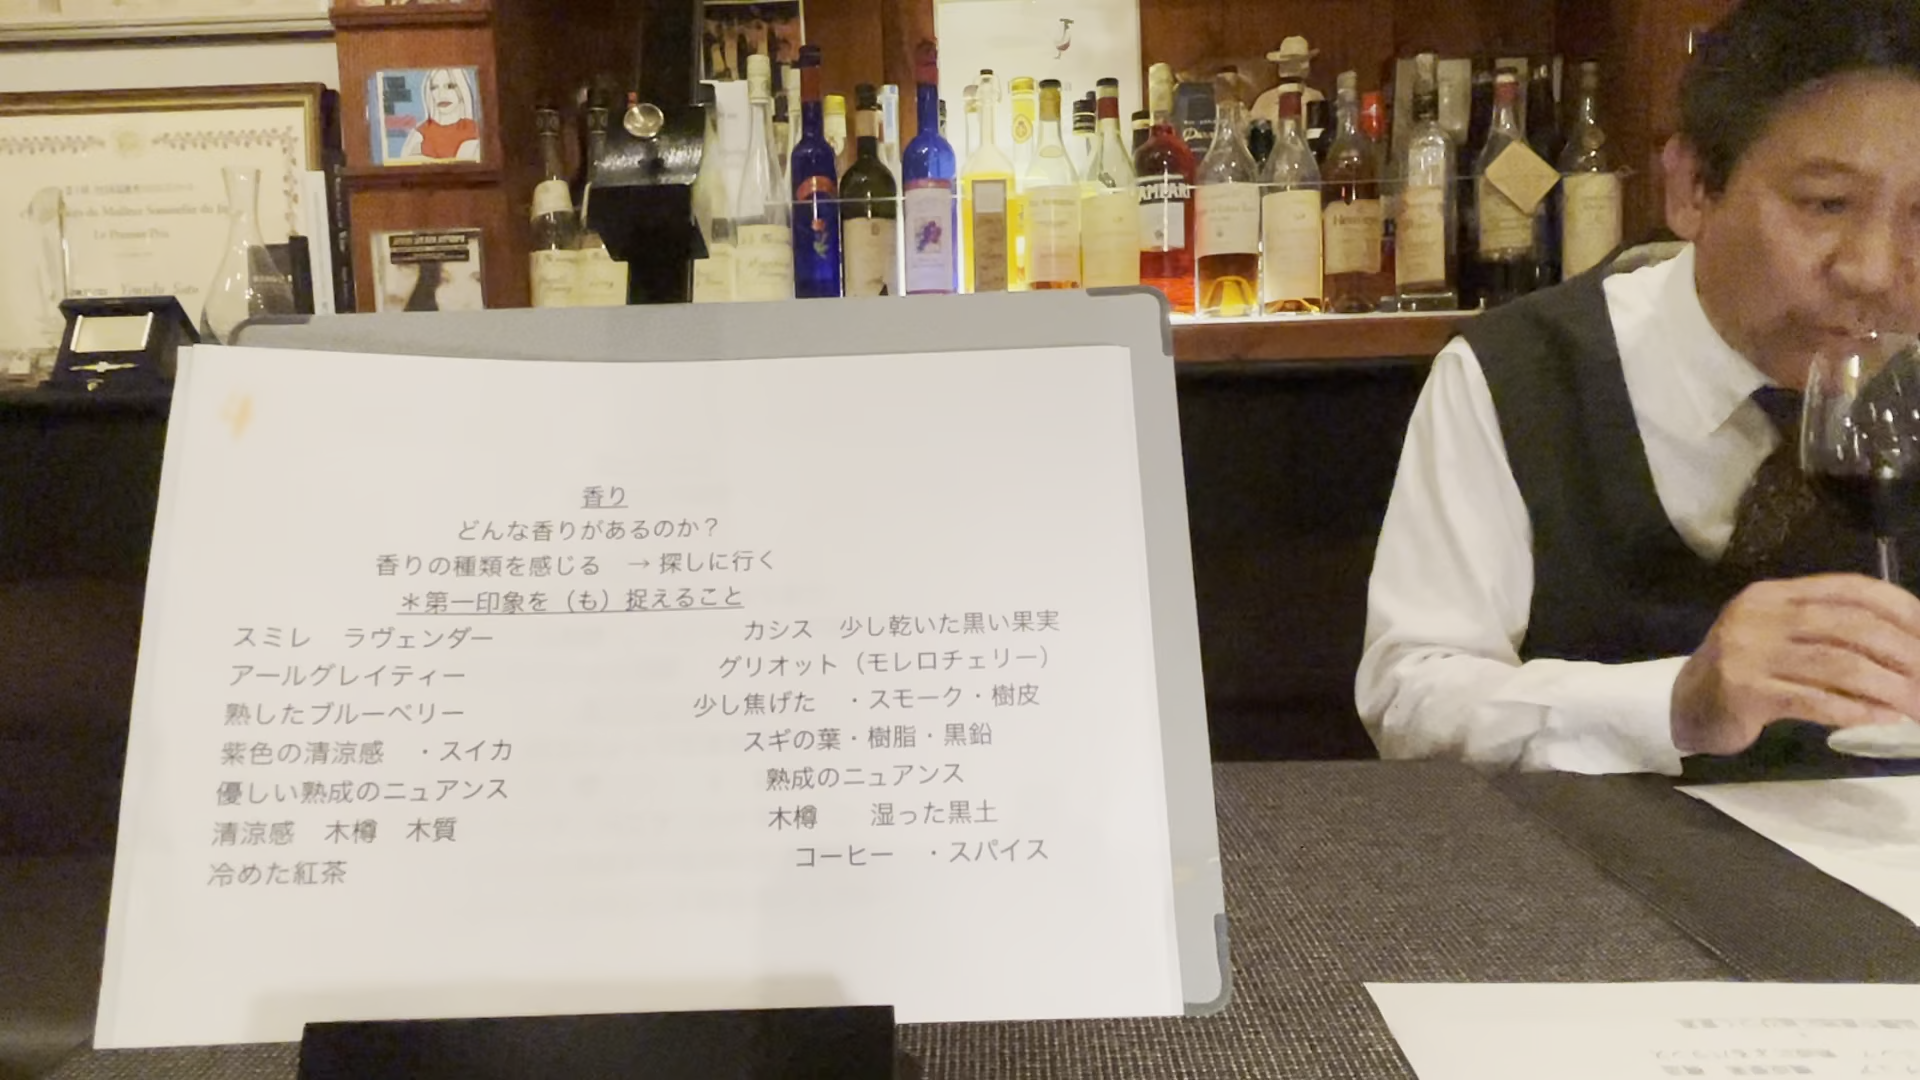 香り
どんな香りがあるのか？
香りの種類を感じる　→ 探しに行く
＊第一印象を（も）捉えること
スミレ　ラヴェンダー
アールグレイティー
熟したブルーベリー
紫色の清涼感　・スイカ
優しい熟成のニュアンス
清涼感　木樽　木質
冷めた紅茶
カシス　少し乾いた黒い果実
グリオット（モレロチェリー）
少し焦げた　・スモーク・樹皮
スギの葉・樹脂・黒鉛
熟成のニュアンス
木樽　　湿った黒土
コーヒー　・スパイス
CAMPARI
Hennessy
Le Premier Prix